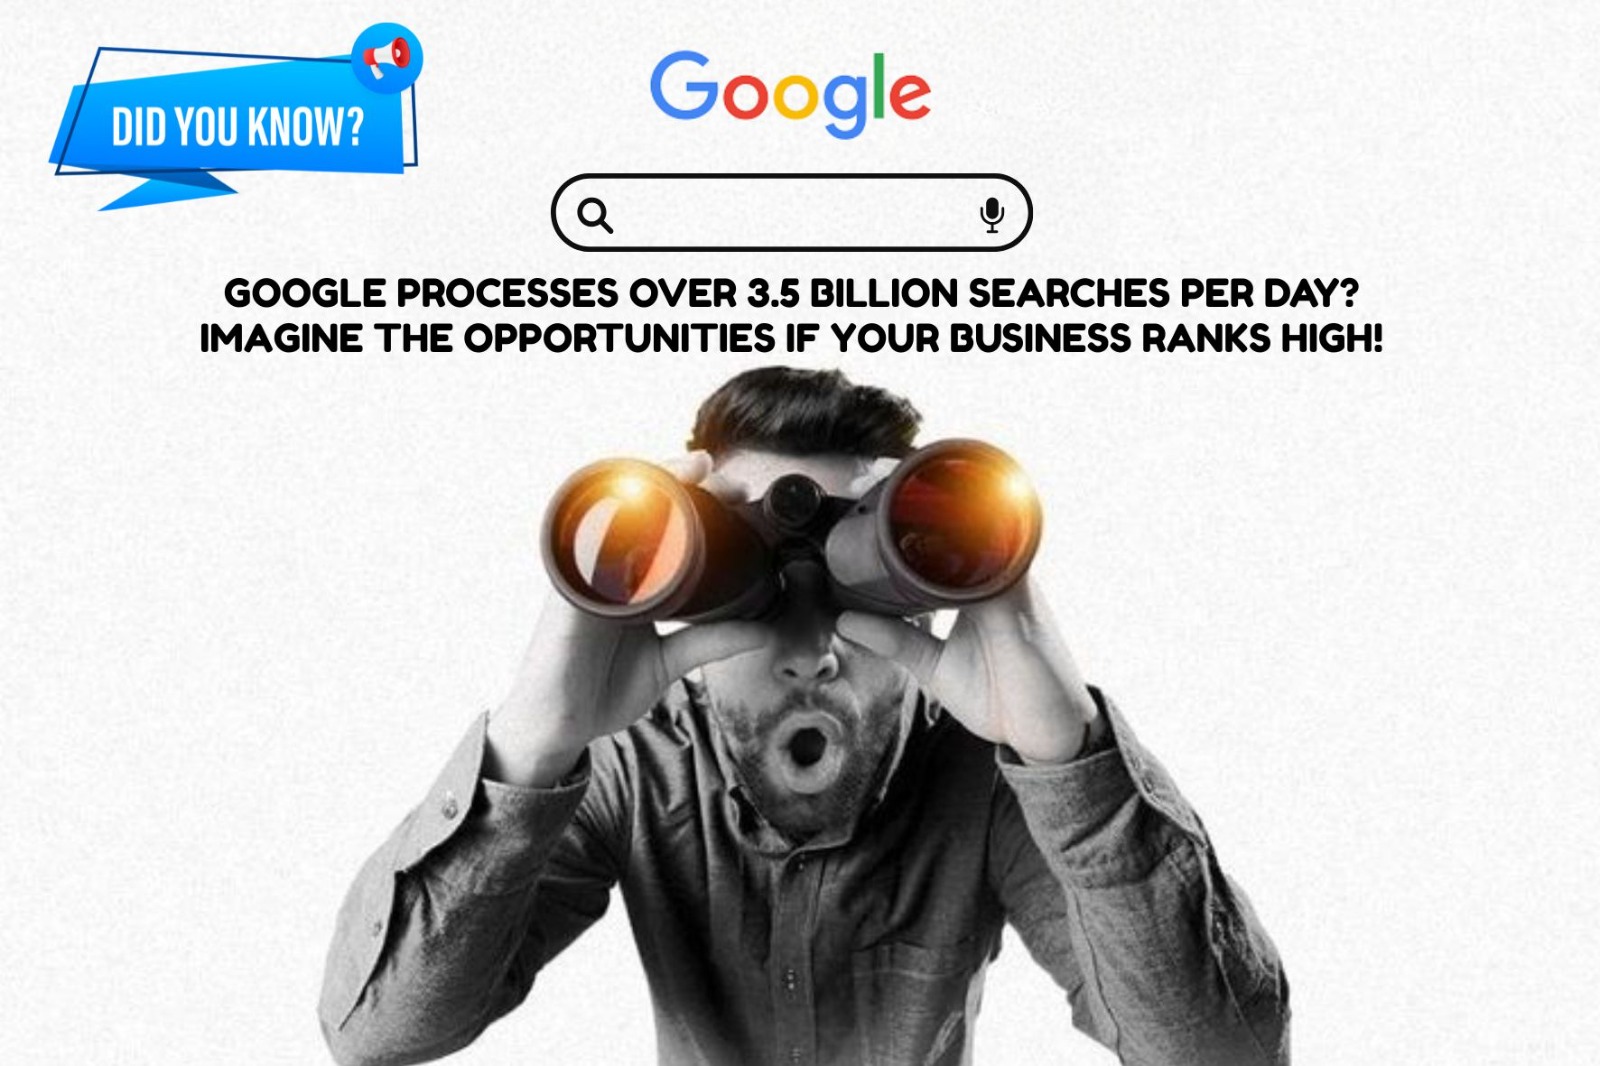 DID YOU KNOW?
Google
GOOGLE PROCESSES OVER 3.5 BILLION SEARCHES PER DAY?
IMAGINE THE OPPORTUNITIES IF YOUR BUSINESS RANKS HIGH!